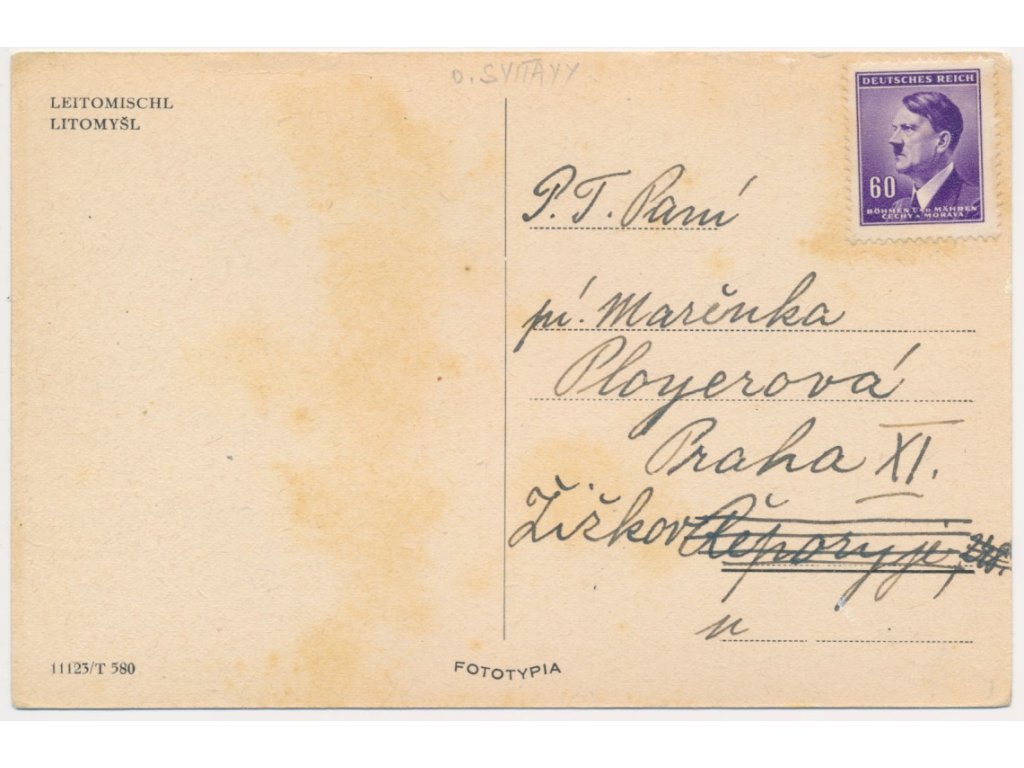 O. SVITAVY
LEITOMISCHL
LITOMYŠL
DEUTSCHES REICH
60
BÖHMEN UND MÄHREN
ČECHY A MORAVA
P. T. Paní
pí. Mařenka
Ployerová
Praha XI.
Žižkov Řeporyje,
11123/T 580
FOTOTYPIA